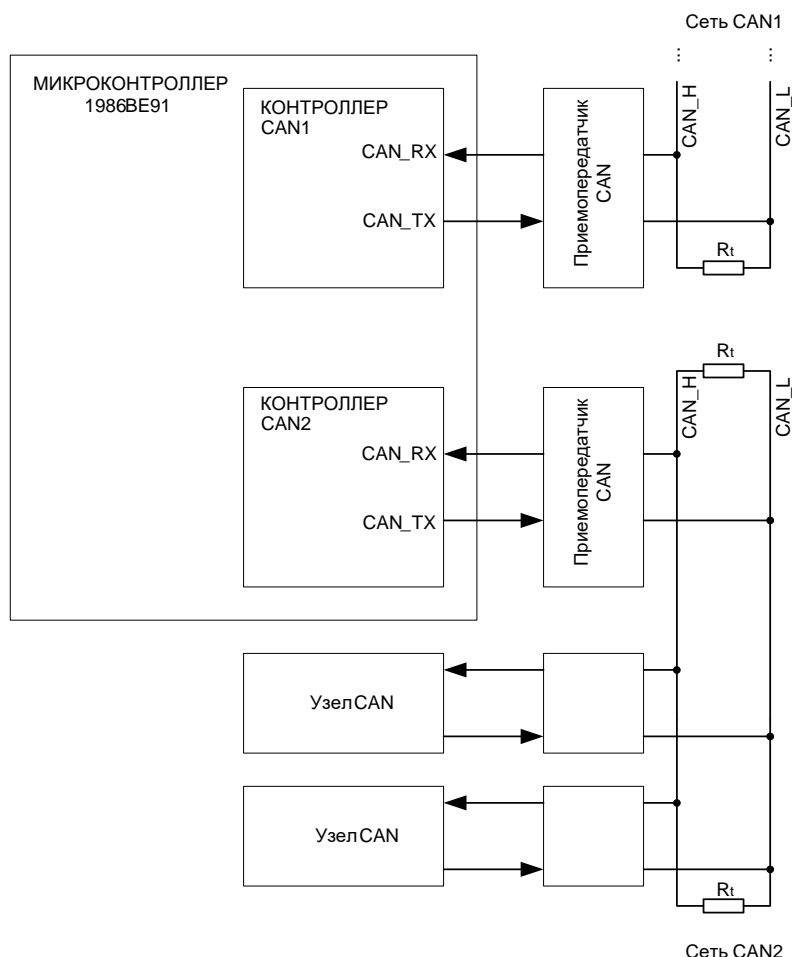 Сеть CAN1
...
...
МИКРОКОНТРОЛЛЕР
1986ВЕ91
КОНТРОЛЛЕР
CAN1
CAN_RX
CAN_TX
Приемопередатчик
CAN
CAN_H
CAN_L
Rt
КОНТРОЛЛЕР
CAN2
CAN_RX
CAN_TX
Приемопередатчик
CAN
Rt
CAN_H
CAN_L
Узел CAN
Узел CAN
Rt
Сеть CAN2